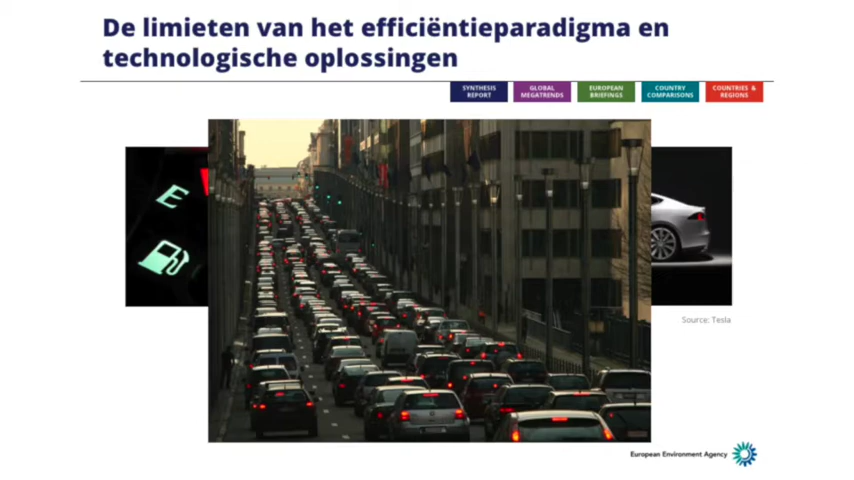 De limieten van het efficiëntieparadigma en
technologische oplossingen
SYNTHESIS
REPORT
GLOBAL
MEGATRENDS
EUROPEAN
BRIEFINGS
COUNTRY
COMPARISONS
COUNTRIES &
REGIONS
E
Source: Tesla
European Environment Agency